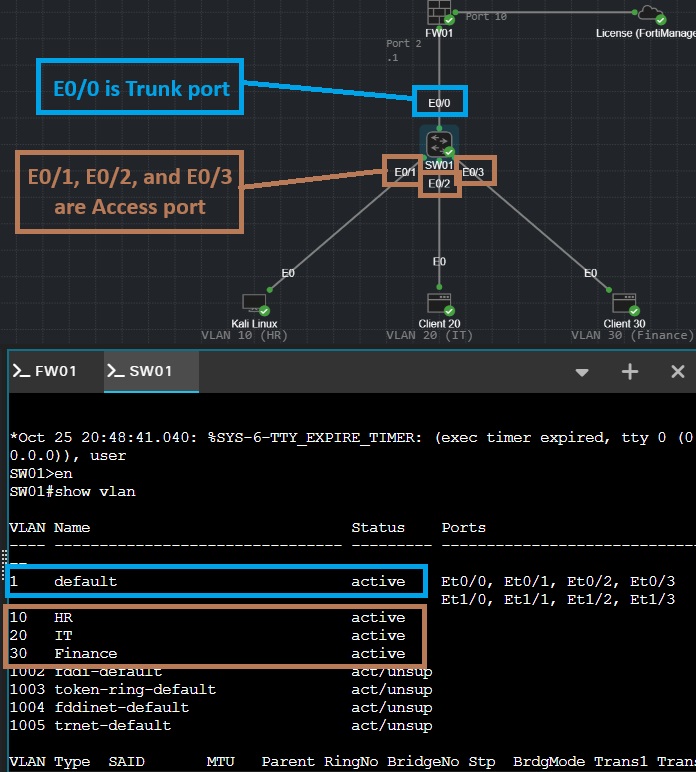 Port 10
FW01
License (FortiManage
Port 2
.1
E0/0 is Trunk port
E0/0
E0/1, E0/2, and E0/3
are Access port
SW01
E0/1
E0/2
E0/3
E0
E0
E0
Kali Linux
Client 20
Client 30
VLAN 10 (HR)
VLAN 20 (IT)
VLAN 30 (Finance)
FW01
SW01
*Oct 25 20:48:41.040: %SYS-6-TTY_EXPIRE_TIMER: (exec timer expired, tty 0 (0
0.0.0)), user
SW01>en
SW01#show vlan
VLAN Name Status Ports
---- -------------------------------- --------- -----------------------------
--
1 default active Et0/0, Et0/1, Et0/2, Et0/3
Et1/0, Et1/1, Et1/2, Et1/3
10 HR active
20 IT active
30 Finance active
1002 fddi-default act/unsup
1003 token-ring-default act/unsup
1004 fddinet-default act/unsup
1005 trnet-default act/unsup
VLAN Type SAID MTU Parent RingNo BridgeNo Stp BrdgMode Trans1 Tran